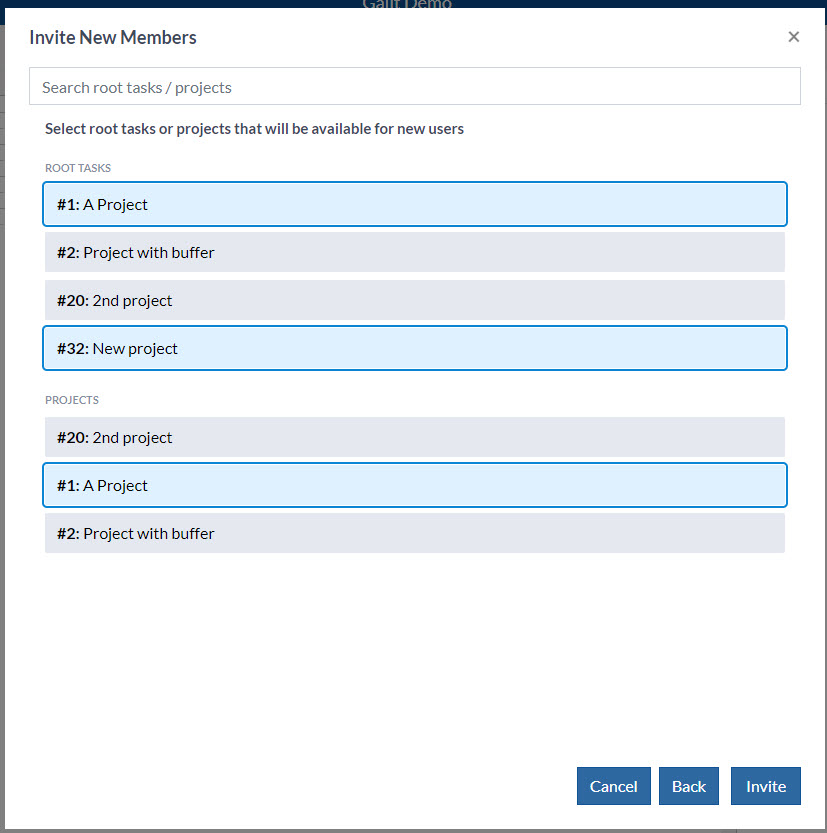 Galit Demo
Invite New Members
×
Search root tasks / projects
Select root tasks or projects that will be available for new users
ROOT TASKS
#1: A Project
#2: Project with buffer
#20: 2nd project
#32: New project
PROJECTS
#20: 2nd project
#1: A Project
#2: Project with buffer
Cancel Back Invite